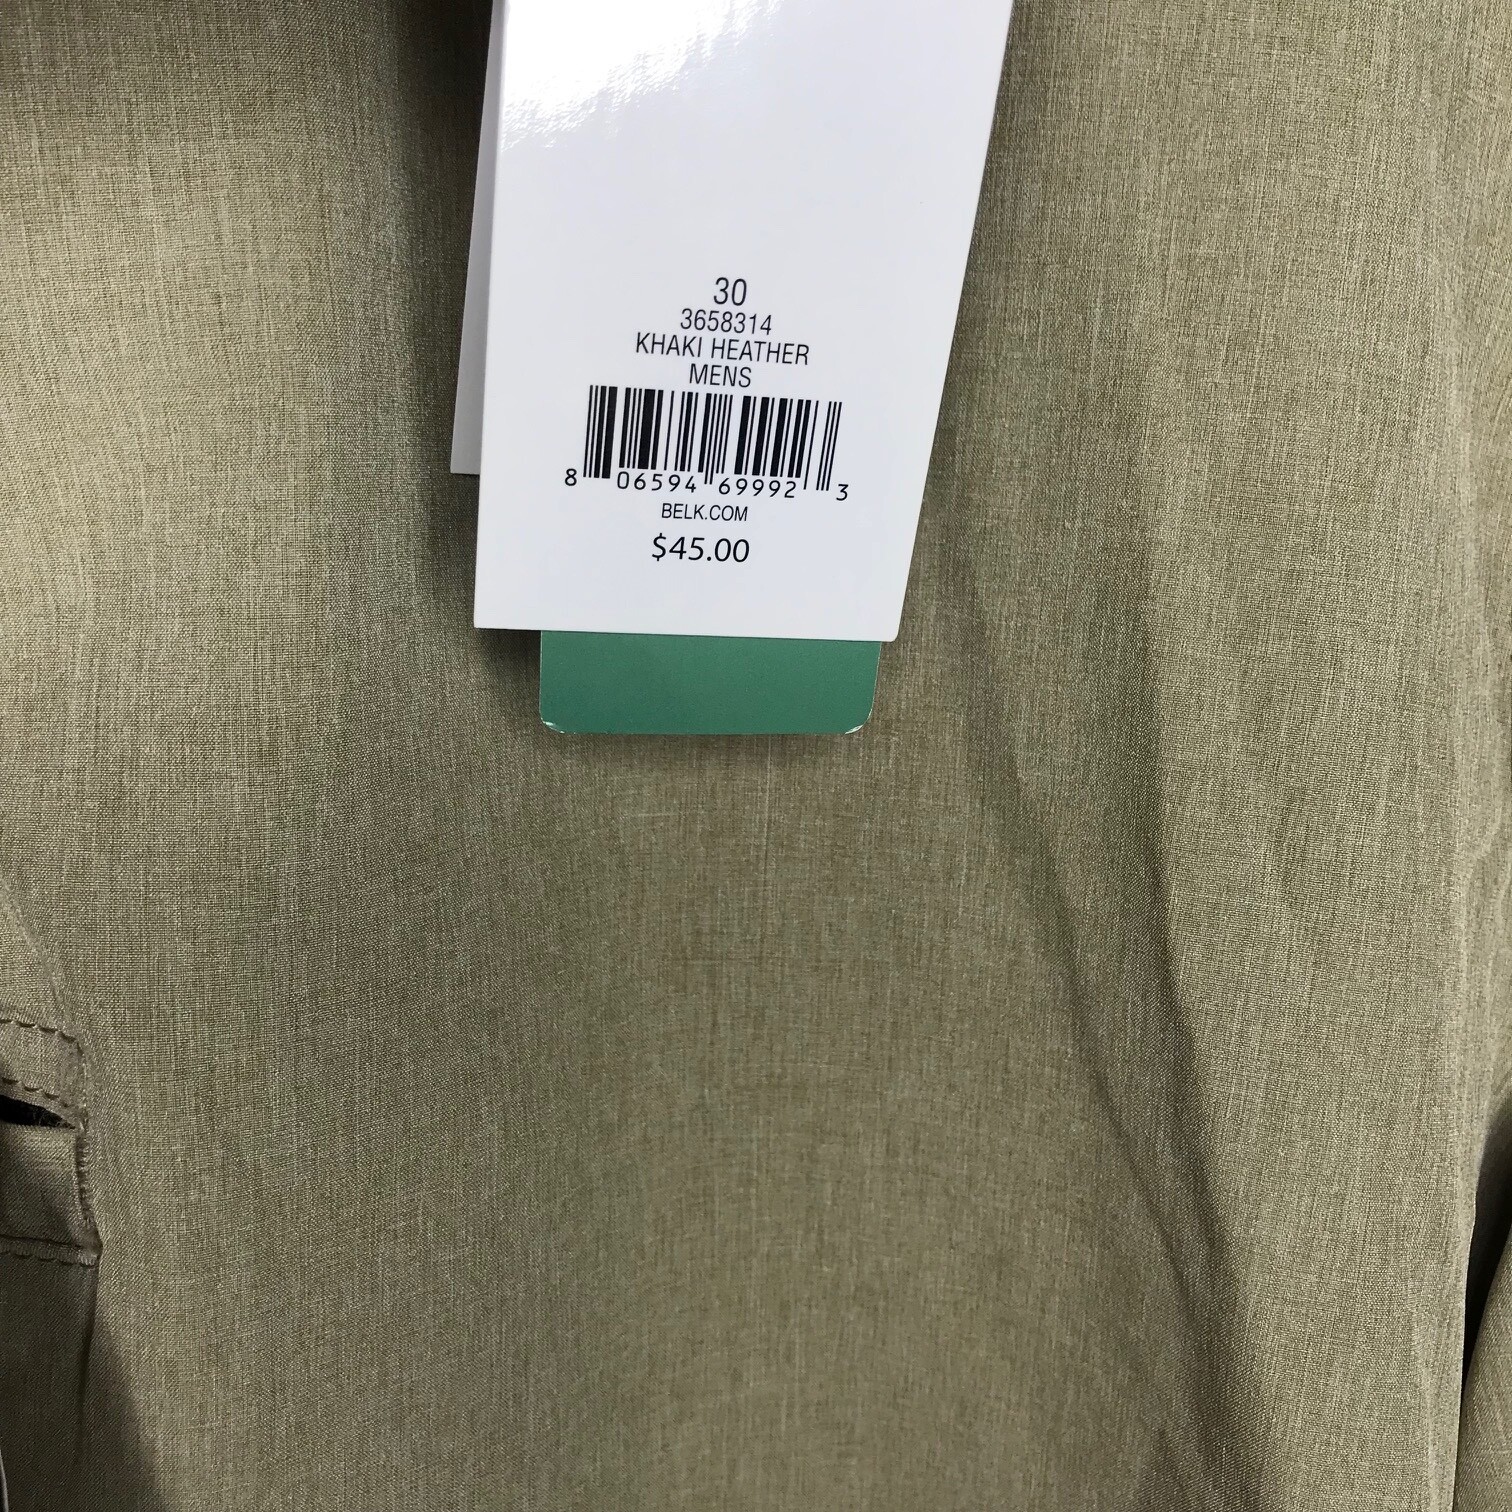 30
3658314
KHAKI HEATHER
MENS
8 06594 69992 3
BELK.COM
$45.00